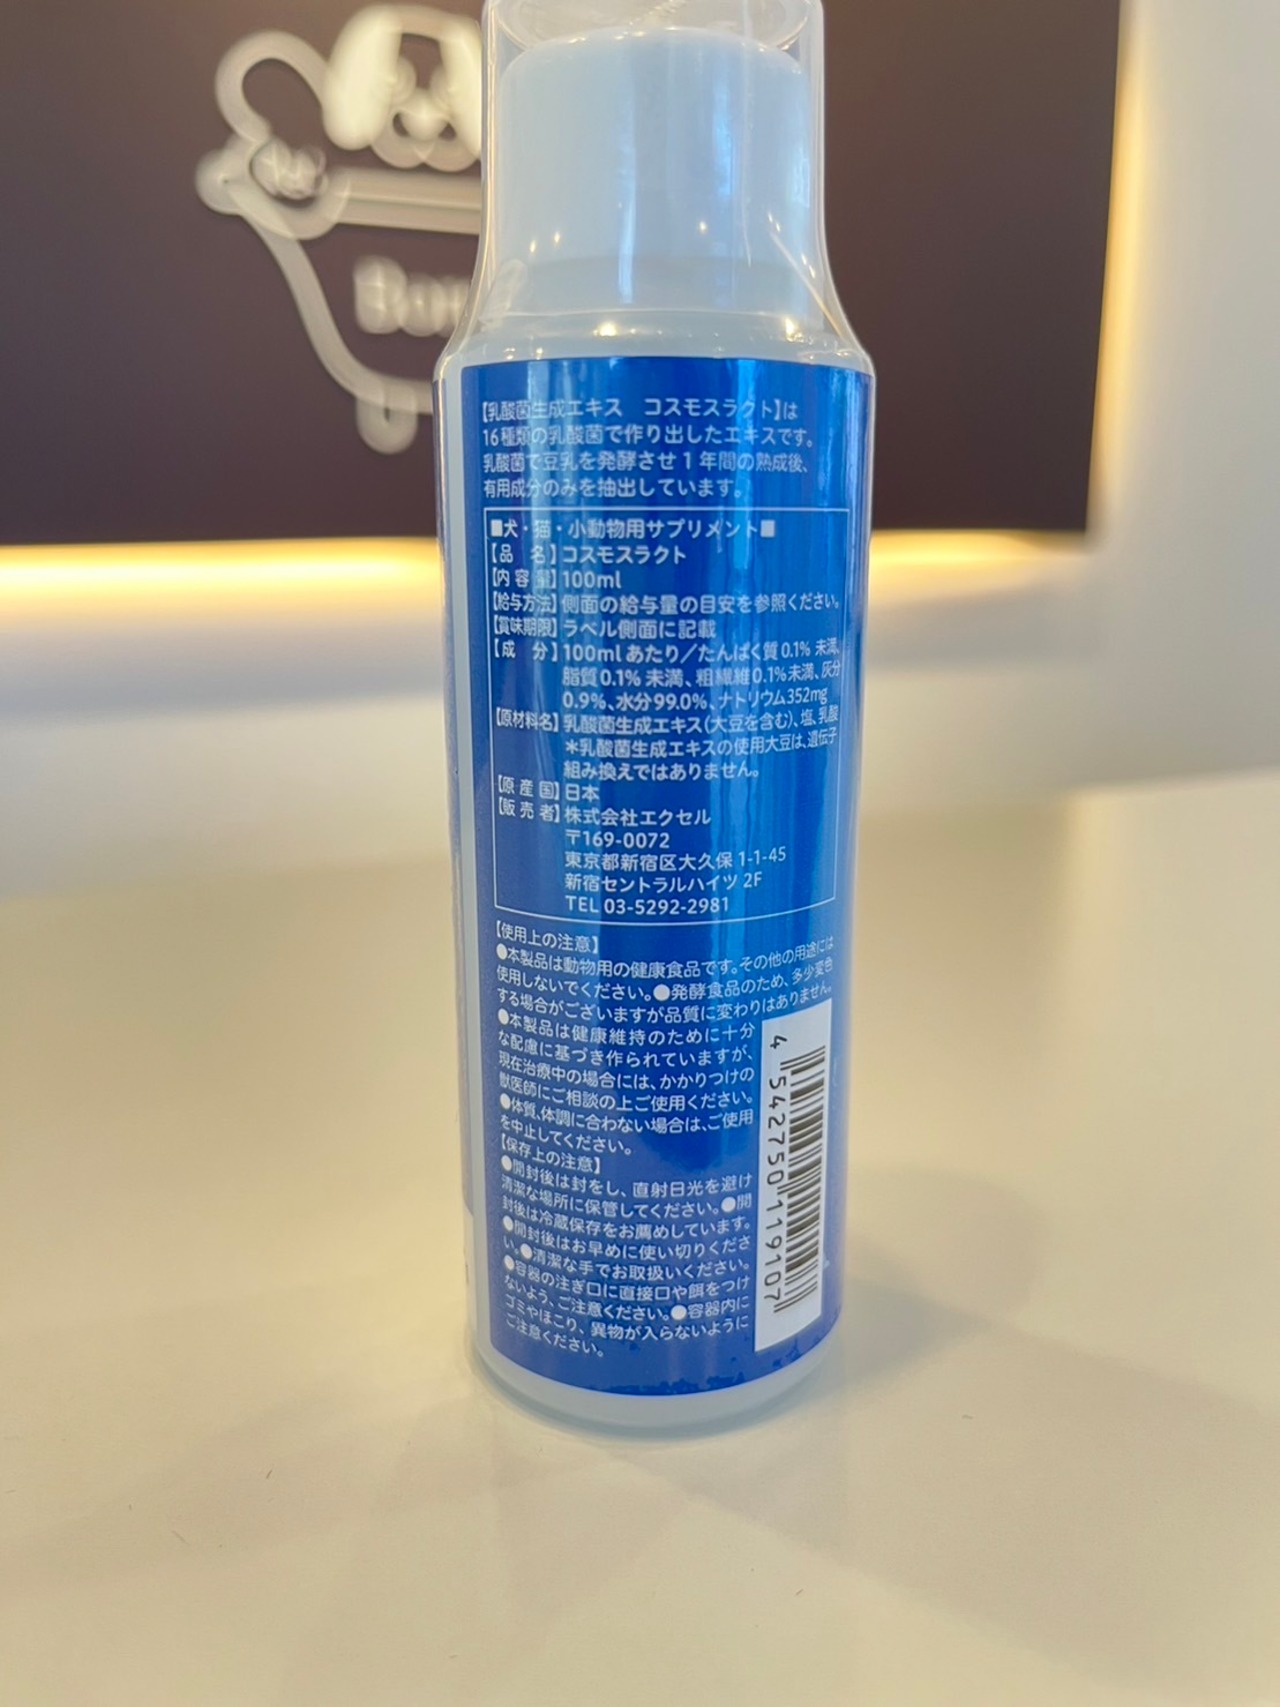 【乳酸菌生成エキス　コスモスラクト】は
16種類の乳酸菌で作り出したエキスです。
乳酸菌で豆乳を発酵させ1年間の熟成後、
有用成分のみを抽出しています。
■犬・猫・小動物用サプリメント■
【品　名】コスモスラクト
【内容量】100ml
【給与方法】側面の給与量の目安を参照ください。
【賞味期限】ラベル側面に記載
【成　分】100mlあたり／たんぱく質0.1%未満、
脂質0.1%未満、粗繊維0.1%未満、灰分
0.9%、水分99.0%、ナトリウム352mg
【原材料名】乳酸菌生成エキス(大豆を含む)、塩、乳酸
＊乳酸菌生成エキスの使用大豆は、遺伝子
組み換えではありません。
【原産国】日本
【販売者】株式会社エクセル
〒169-0072
東京都新宿区大久保1-1-45
新宿セントラルハイツ2F
TEL 03-5292-2981
【使用上の注意】
●本製品は動物用の健康食品です。その他の用途には
使用しないでください。●発酵食品のため、多少変色
する場合がございますが品質に変わりはありません。
●本製品は健康維持のために十分
な配慮に基づき作られていますが、
現在治療中の場合には、かかりつけの
獣医師にご相談の上ご使用ください。
●体質、体調に合わない場合は、ご使用
を中止してください。
【保存上の注意】
●開封後は封をし、直射日光を避け
清潔な場所に保管してください。●開
封後は冷蔵保存をお薦めしています。
●開封後はお早めに使い切りくださ
い。●清潔な手でお取扱いください。
●容器の注ぎ口に直接口や餌をつけ
ないよう、ご注意ください。●容器内に
ゴミやほこり、異物が入らないように
ご注意ください。
4 542750 119107